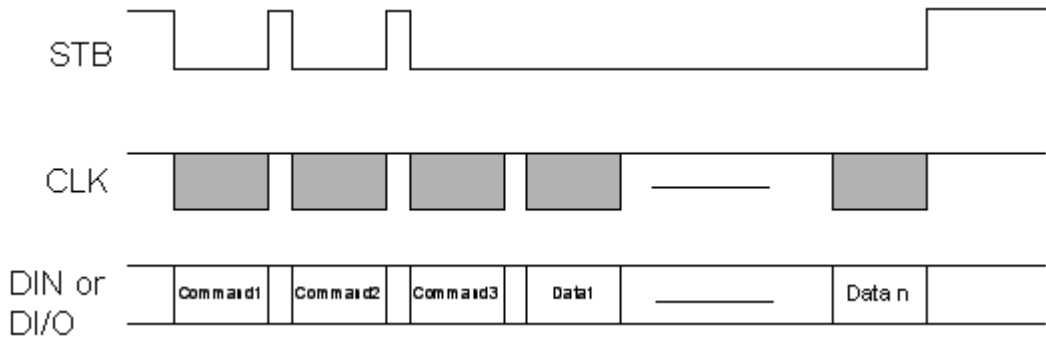 STB
CLK
DIN or
DI/O
Command1
Command2
Command3
Data1
Data n